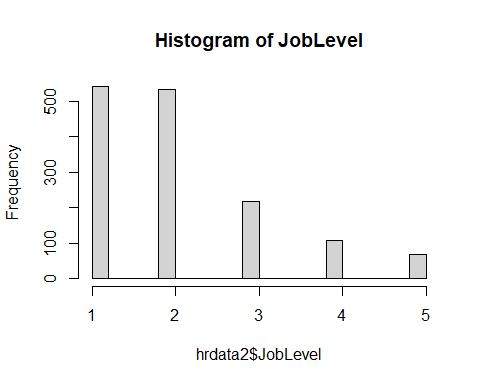 Histogram of JobLevel
Frequency
500
300
100
0
1 2 3 4 5
hrdata2$JobLevel